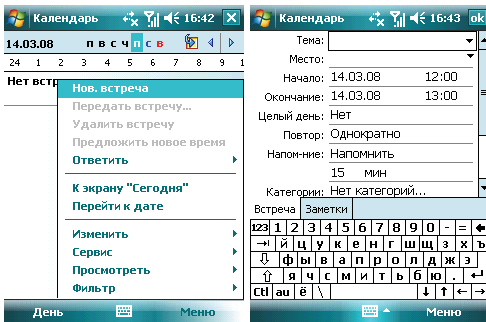 Календарь 16:42
14.03.08 п в с ч п с в
24 1 2 3 4 5 6 7 8 9 1
Нет встреч
Нов. встреча
Передать встречу...
Удалить встречу
Предложить новое время
Ответить
К экрану "Сегодня"
Перейти к дате
Изменить
Сервис
Просмотреть
Фильтр
День Меню
Календарь 16:43 ok
Тема:
Место:
Начало: 14.03.08 12:00
Окончание: 14.03.08 13:00
Целый день: Нет
Повтор: Однократно
Напом-ние: Напомнить
15 мин
Категории: Нет категорий...
Встреча Заметки
123 1 2 3 4 5 6 7 8 9 0 - =
й ц у к е н г ш щ з х ъ
ф ы в а п р о л д ж э
я ч с м и т ь б ю .
Ctl au ё \
Меню